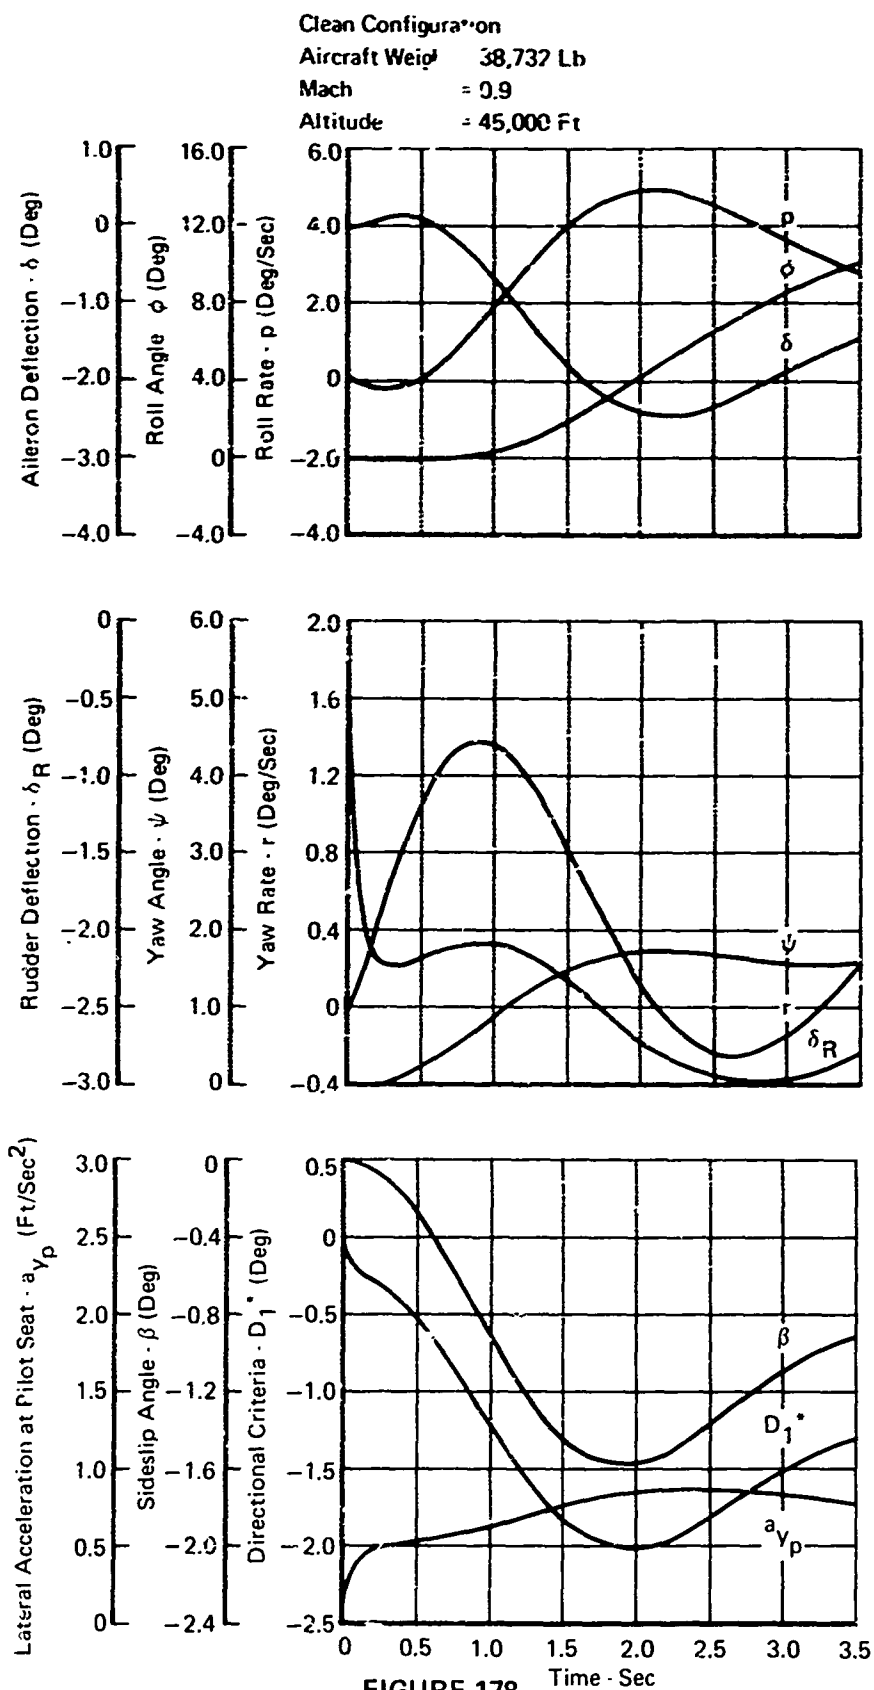 Clean Configuration
Aircraft Weight 38,732 Lb
Mach = 0.9
Altitude = 45,000 Ft
Aileron Deflection - δ (Deg)
1.0
0
-1.0
-2.0
-3.0
-4.0
Roll Angle ϕ (Deg)
16.0
12.0
8.0
4.0
0
-4.0
Roll Rate - p (Deg/Sec)
6.0
4.0
2.0
0
-2.0
-4.0
p
ϕ
δ
Rudder Deflection - δR (Deg)
0
-0.5
-1.0
-1.5
-2.0
-2.5
-3.0
Yaw Angle - ψ (Deg)
6.0
5.0
4.0
3.0
2.0
1.0
0
Yaw Rate - r (Deg/Sec)
2.0
1.6
1.2
0.8
0.4
0
-0.4
ψ
r
δR
Lateral Acceleration at Pilot Seat - ayp (Ft/Sec2)
3.0
2.5
2.0
1.5
1.0
0.5
0
Sideslip Angle - β (Deg)
0
-0.4
-0.8
-1.2
-1.6
-2.0
-2.4
Directional Criteria - D1* (Deg)
0.5
0
-0.5
-1.0
-1.5
-2.0
-2.5
β
D1*
ayp
0 0.5 1.0 1.5 2.0 2.5 3.0 3.5
Time - Sec
FIGURE 178